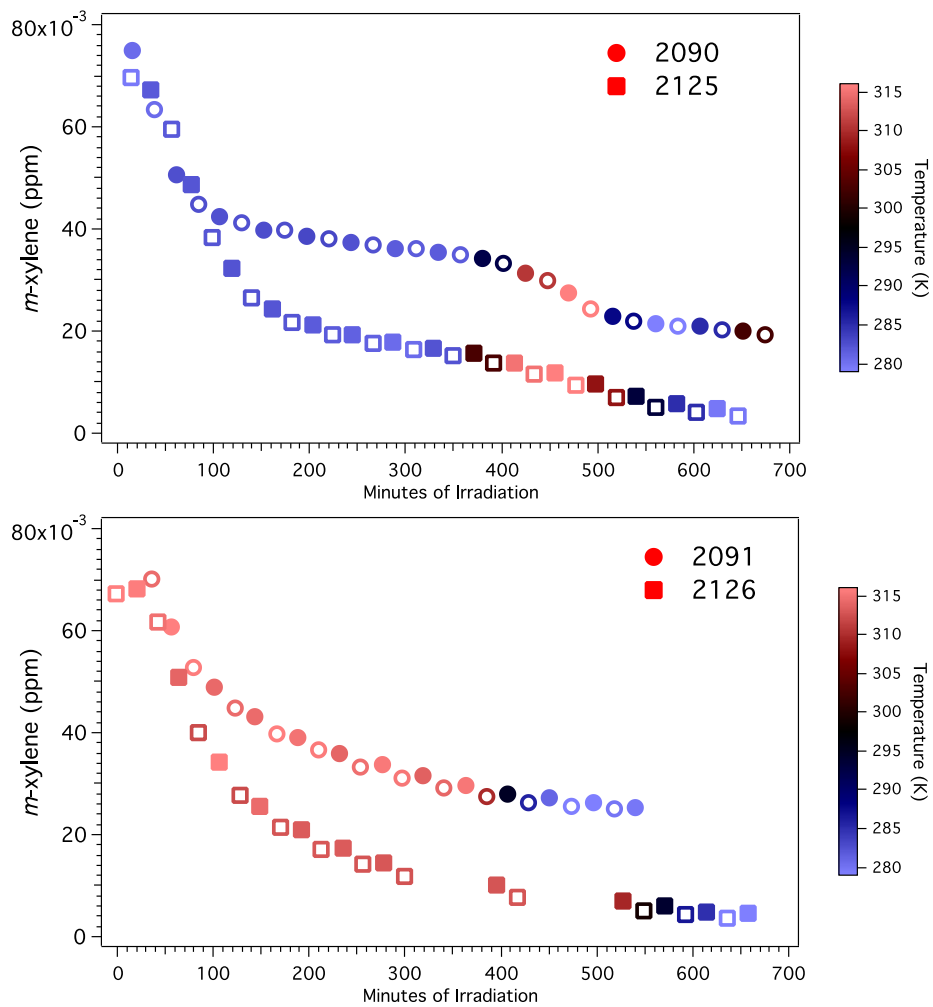 80x10-3
60
40
20
0
m-xylene (ppm)
2090
2125
0 100 200 300 400 500 600 700
Minutes of Irradiation
315
310
305
300
295
290
285
280
Temperature (K)
80x10-3
60
40
20
0
m-xylene (ppm)
2091
2126
0 100 200 300 400 500 600 700
Minutes of Irradiation
315
310
305
300
295
290
285
280
Temperature (K)